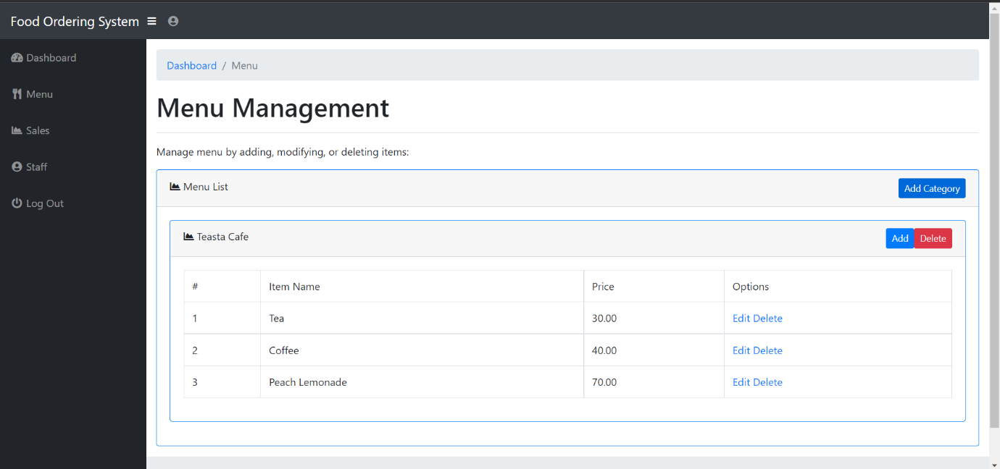 Food Ordering System
Dashboard
Menu
Sales
Staff
Log Out
Dashboard / Menu
Menu Management
Manage menu by adding, modifying, or deleting items:
Menu List Add Category
Teasta Cafe Add Delete
# Item Name Price Options
1 Tea 30.00 Edit Delete
2 Coffee 40.00 Edit Delete
3 Peach Lemonade 70.00 Edit Delete